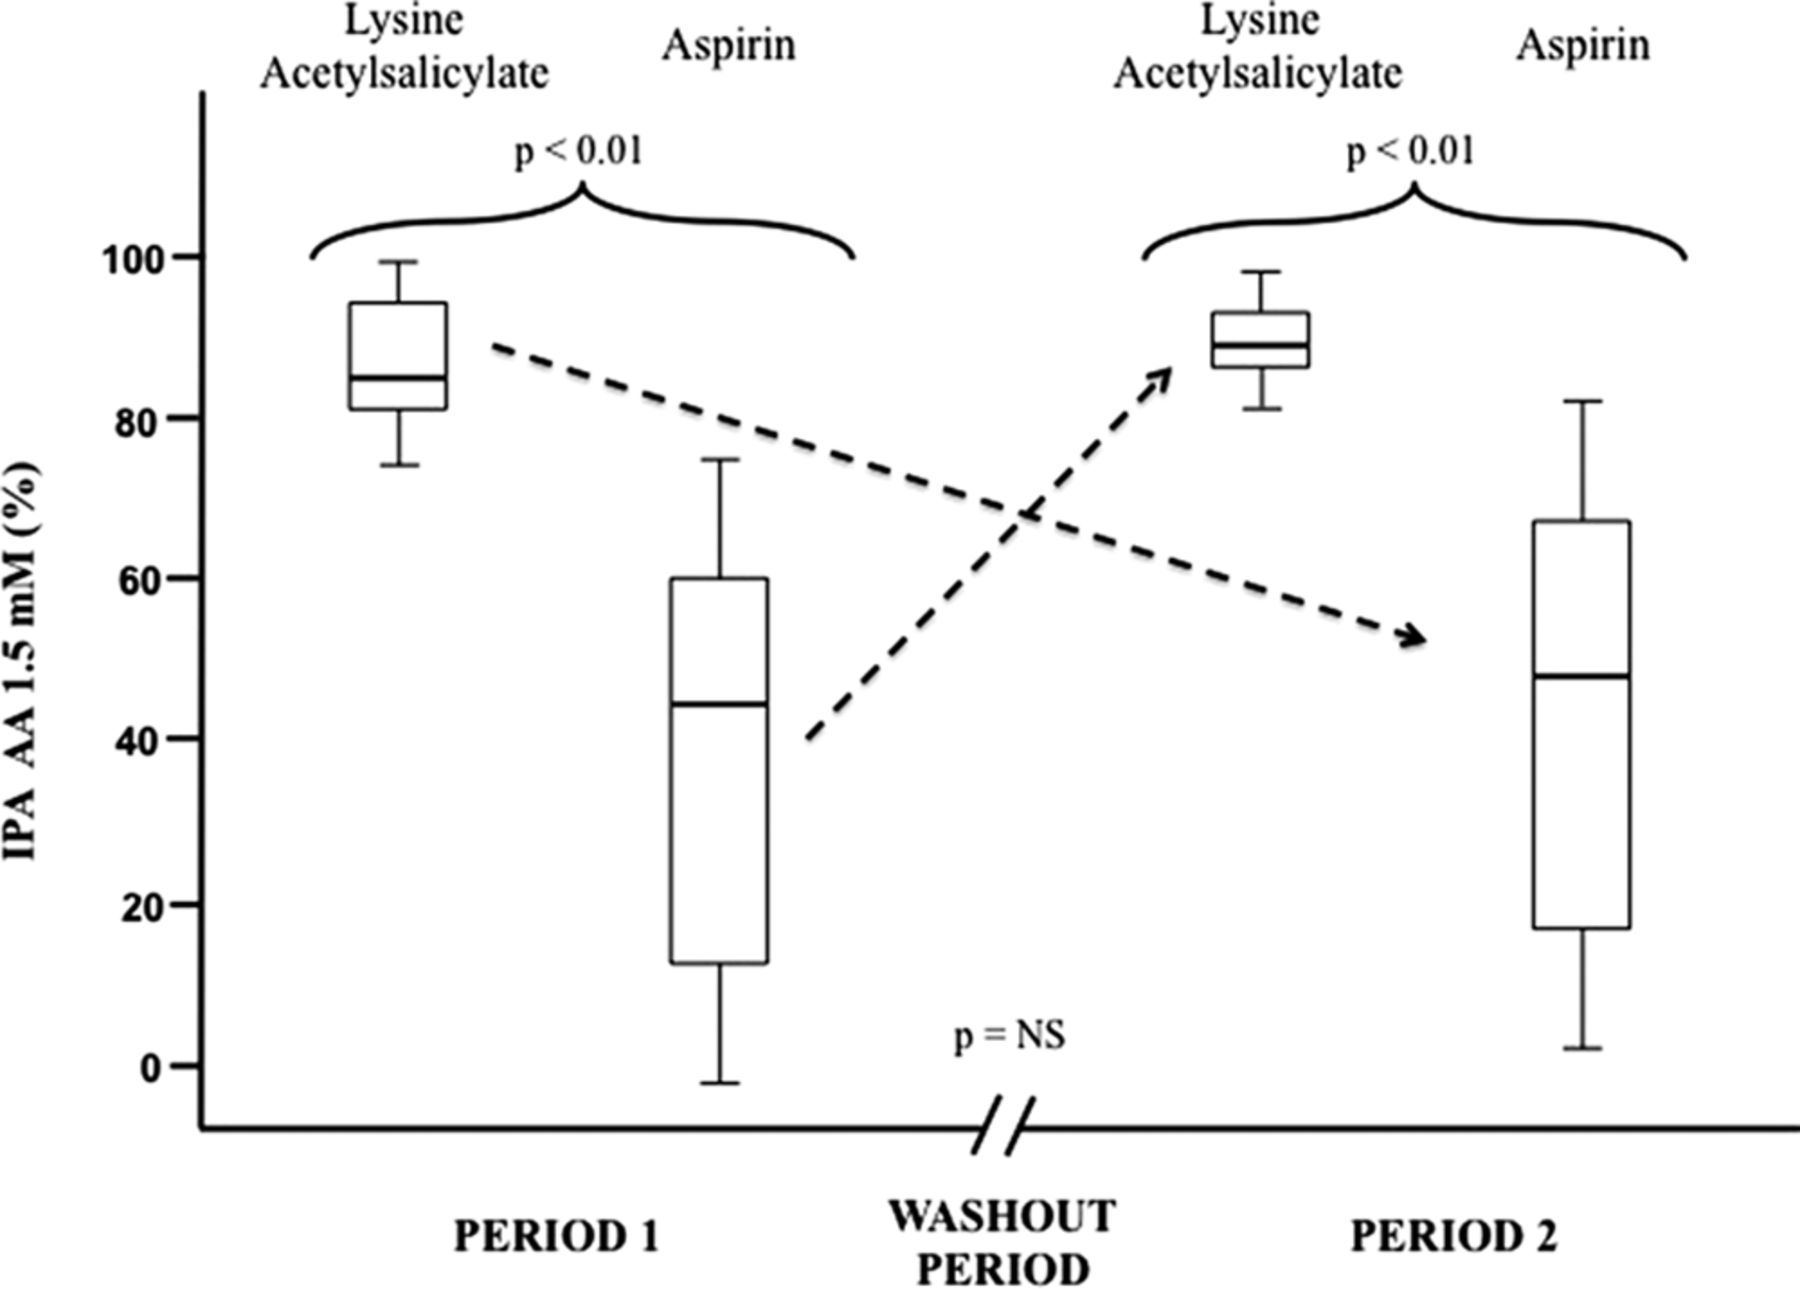 Lysine
Acetylsalicylate
Aspirin
Lysine
Acetylsalicylate
Aspirin
p < 0.01
p < 0.01
100
80
60
40
20
0
IPA AA 1.5 mM (%)
p = NS
PERIOD 1
WASHOUT
PERIOD
PERIOD 2